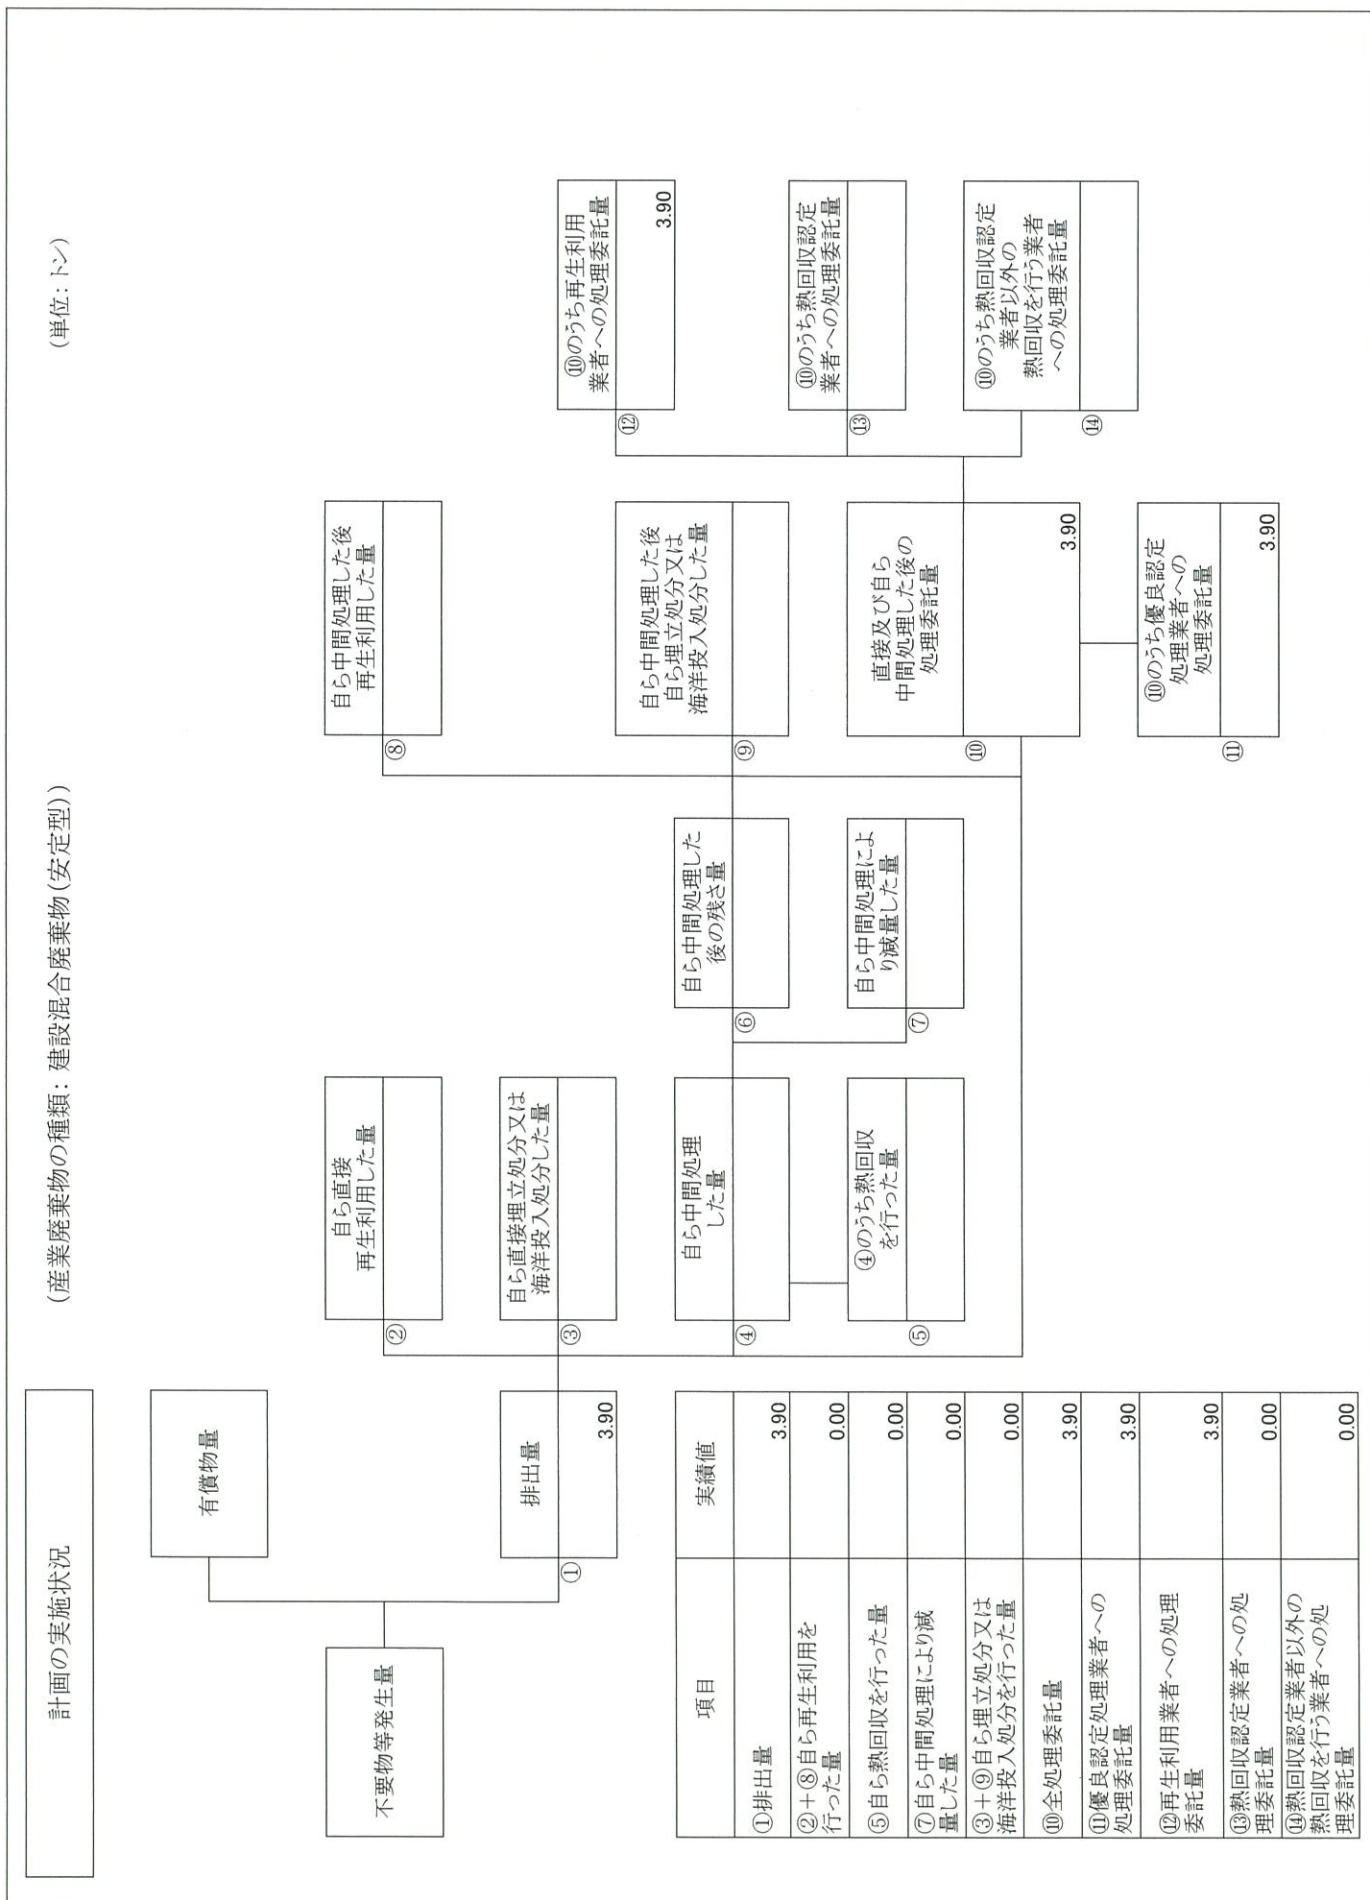 計画の実施状況
(産業廃棄物の種類: 建設混合廃棄物(安定型))
(単位: トン)
不要物等発生量
有償物量
①
排出量
3.90
②
自ら直接
再生利用した量
③
自ら直接埋立処分又は
海洋投入処分した量
④
自ら中間処理
した量
⑤
④のうち熱回収
を行った量
⑥
自ら中間処理した
後の残さ量
⑦
自ら中間処理によ
り減量した量
⑧
自ら中間処理した後
再生利用した量
⑨
自ら中間処理した後
自ら埋立処分又は
海洋投入処分した量
⑩
直接及び自ら
中間処理した後の
処理委託量
3.90
⑪
⑩のうち優良認定
処理業者への
処理委託量
3.90
⑫
⑩のうち再生利用
業者への処理委託量
3.90
⑬
⑩のうち熱回収認定
業者への処理委託量
⑭
⑩のうち熱回収認定
業者以外の
熱回収を行う業者
への処理委託量
項目 実績値
①排出量 3.90
②+⑧自ら再生利用を
行った量 0.00
⑤自ら熱回収を行った量 0.00
⑦自ら中間処理により減
量した量 0.00
③+⑨自ら埋立処分又は
海洋投入処分を行った量 0.00
⑩全処理委託量 3.90
⑪優良認定処理業者への
処理委託量 3.90
⑫再生利用業者への処理
委託量 3.90
⑬熱回収認定業者への処
理委託量 0.00
⑭熱回収認定業者以外の
熱回収を行う業者への処
理委託量 0.00